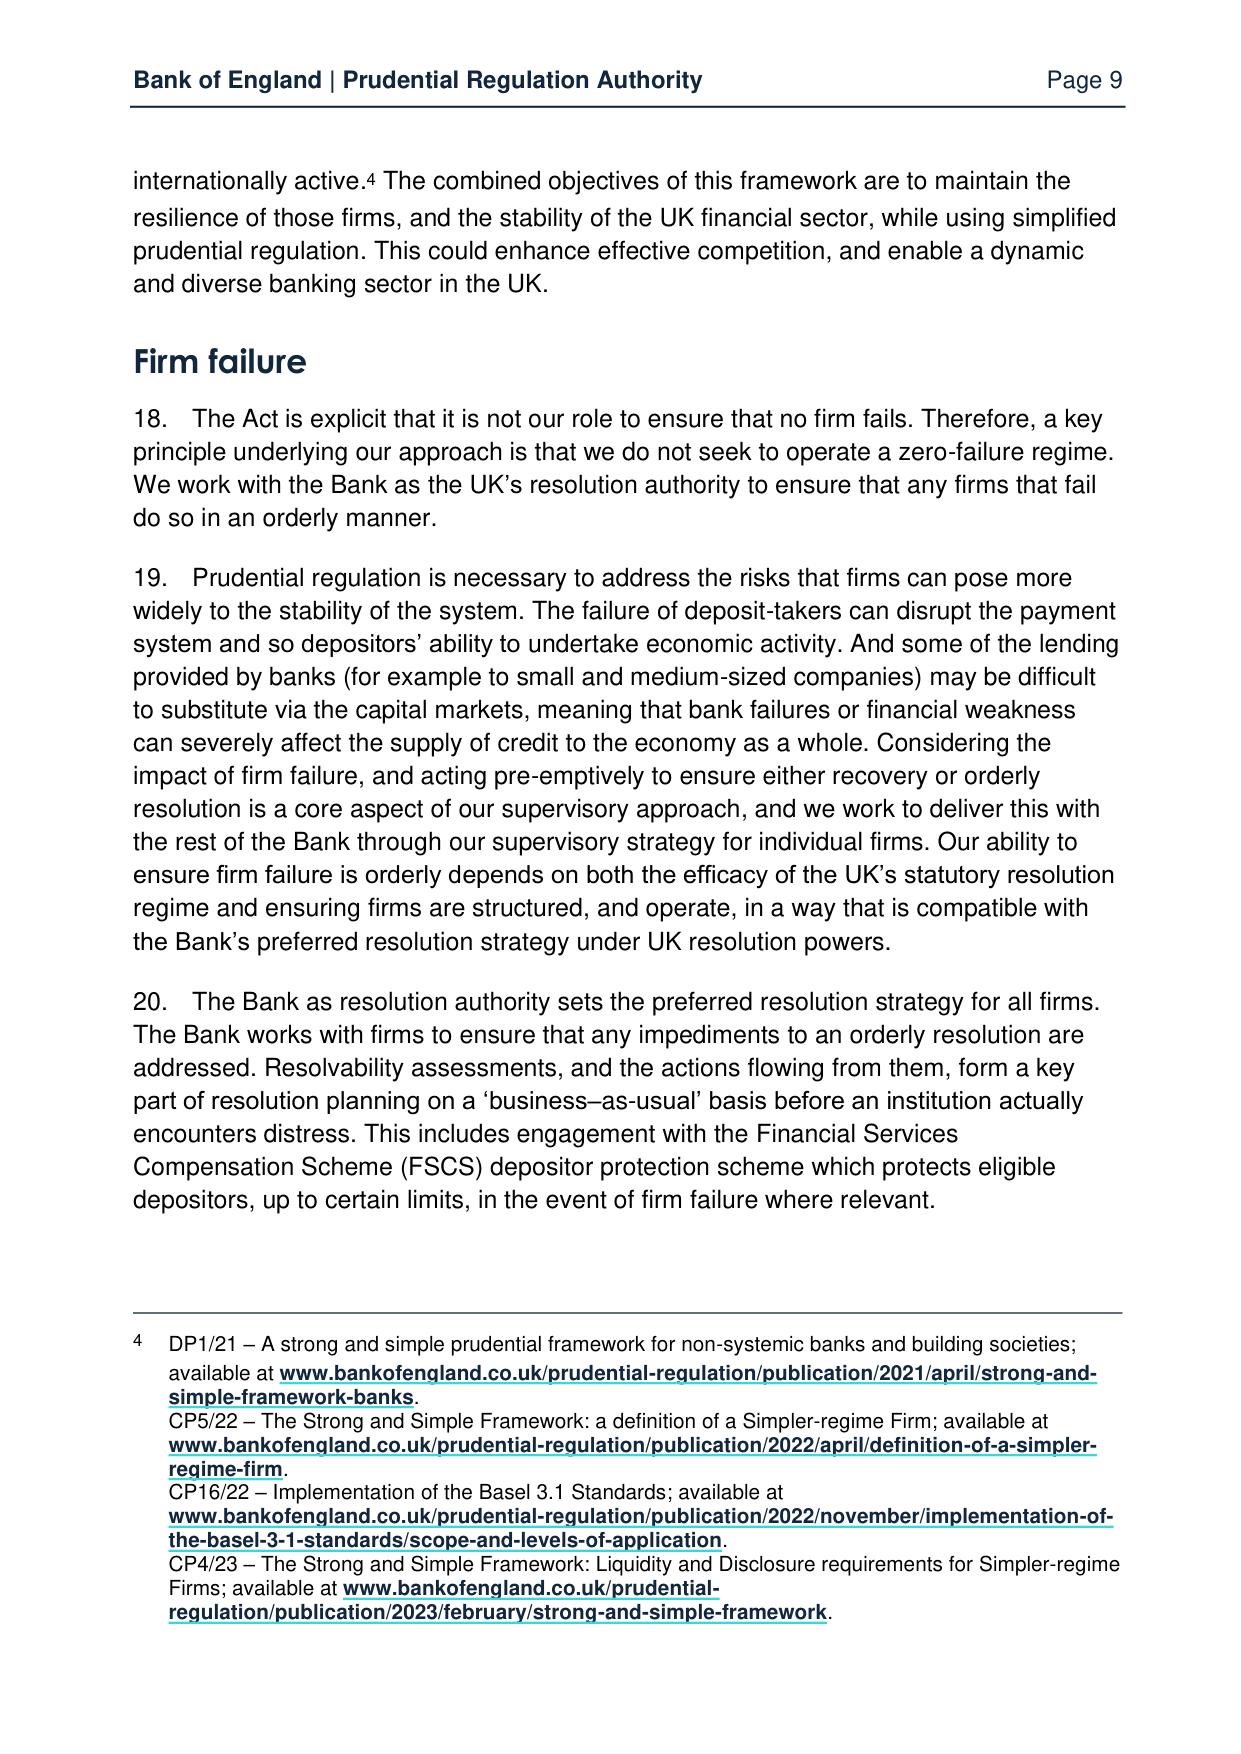 Bank of England | Prudential Regulation Authority Page 9
internationally active.4 The combined objectives of this framework are to maintain the
resilience of those firms, and the stability of the UK financial sector, while using simplified
prudential regulation. This could enhance effective competition, and enable a dynamic
and diverse banking sector in the UK.
Firm failure
18. The Act is explicit that it is not our role to ensure that no firm fails. Therefore, a key
principle underlying our approach is that we do not seek to operate a zero-failure regime.
We work with the Bank as the UK’s resolution authority to ensure that any firms that fail
do so in an orderly manner.
19. Prudential regulation is necessary to address the risks that firms can pose more
widely to the stability of the system. The failure of deposit-takers can disrupt the payment
system and so depositors’ ability to undertake economic activity. And some of the lending
provided by banks (for example to small and medium-sized companies) may be difficult
to substitute via the capital markets, meaning that bank failures or financial weakness
can severely affect the supply of credit to the economy as a whole. Considering the
impact of firm failure, and acting pre-emptively to ensure either recovery or orderly
resolution is a core aspect of our supervisory approach, and we work to deliver this with
the rest of the Bank through our supervisory strategy for individual firms. Our ability to
ensure firm failure is orderly depends on both the efficacy of the UK’s statutory resolution
regime and ensuring firms are structured, and operate, in a way that is compatible with
the Bank’s preferred resolution strategy under UK resolution powers.
20. The Bank as resolution authority sets the preferred resolution strategy for all firms.
The Bank works with firms to ensure that any impediments to an orderly resolution are
addressed. Resolvability assessments, and the actions flowing from them, form a key
part of resolution planning on a ‘business–as-usual’ basis before an institution actually
encounters distress. This includes engagement with the Financial Services
Compensation Scheme (FSCS) depositor protection scheme which protects eligible
depositors, up to certain limits, in the event of firm failure where relevant.
4 DP1/21 – A strong and simple prudential framework for non-systemic banks and building societies;
available at www.bankofengland.co.uk/prudential-regulation/publication/2021/april/strong-and-
simple-framework-banks.
CP5/22 – The Strong and Simple Framework: a definition of a Simpler-regime Firm; available at
www.bankofengland.co.uk/prudential-regulation/publication/2022/april/definition-of-a-simpler-
regime-firm.
CP16/22 – Implementation of the Basel 3.1 Standards; available at
www.bankofengland.co.uk/prudential-regulation/publication/2022/november/implementation-of-
the-basel-3-1-standards/scope-and-levels-of-application.
CP4/23 – The Strong and Simple Framework: Liquidity and Disclosure requirements for Simpler-regime
Firms; available at www.bankofengland.co.uk/prudential-
regulation/publication/2023/february/strong-and-simple-framework.